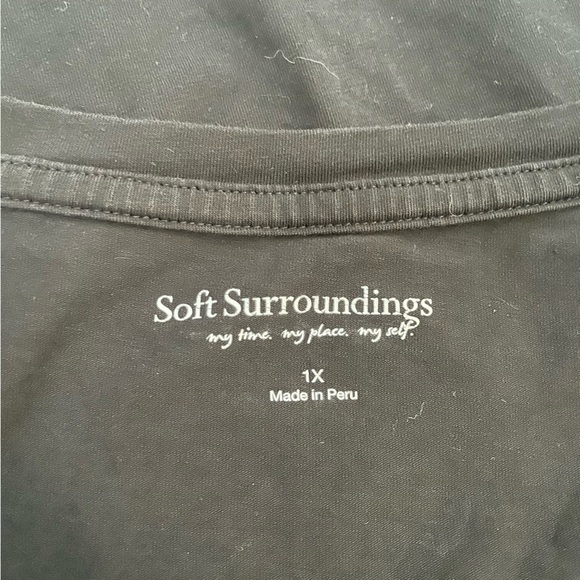 Soft Surroundings
my time. my place. my self.
1X
Made in Peru